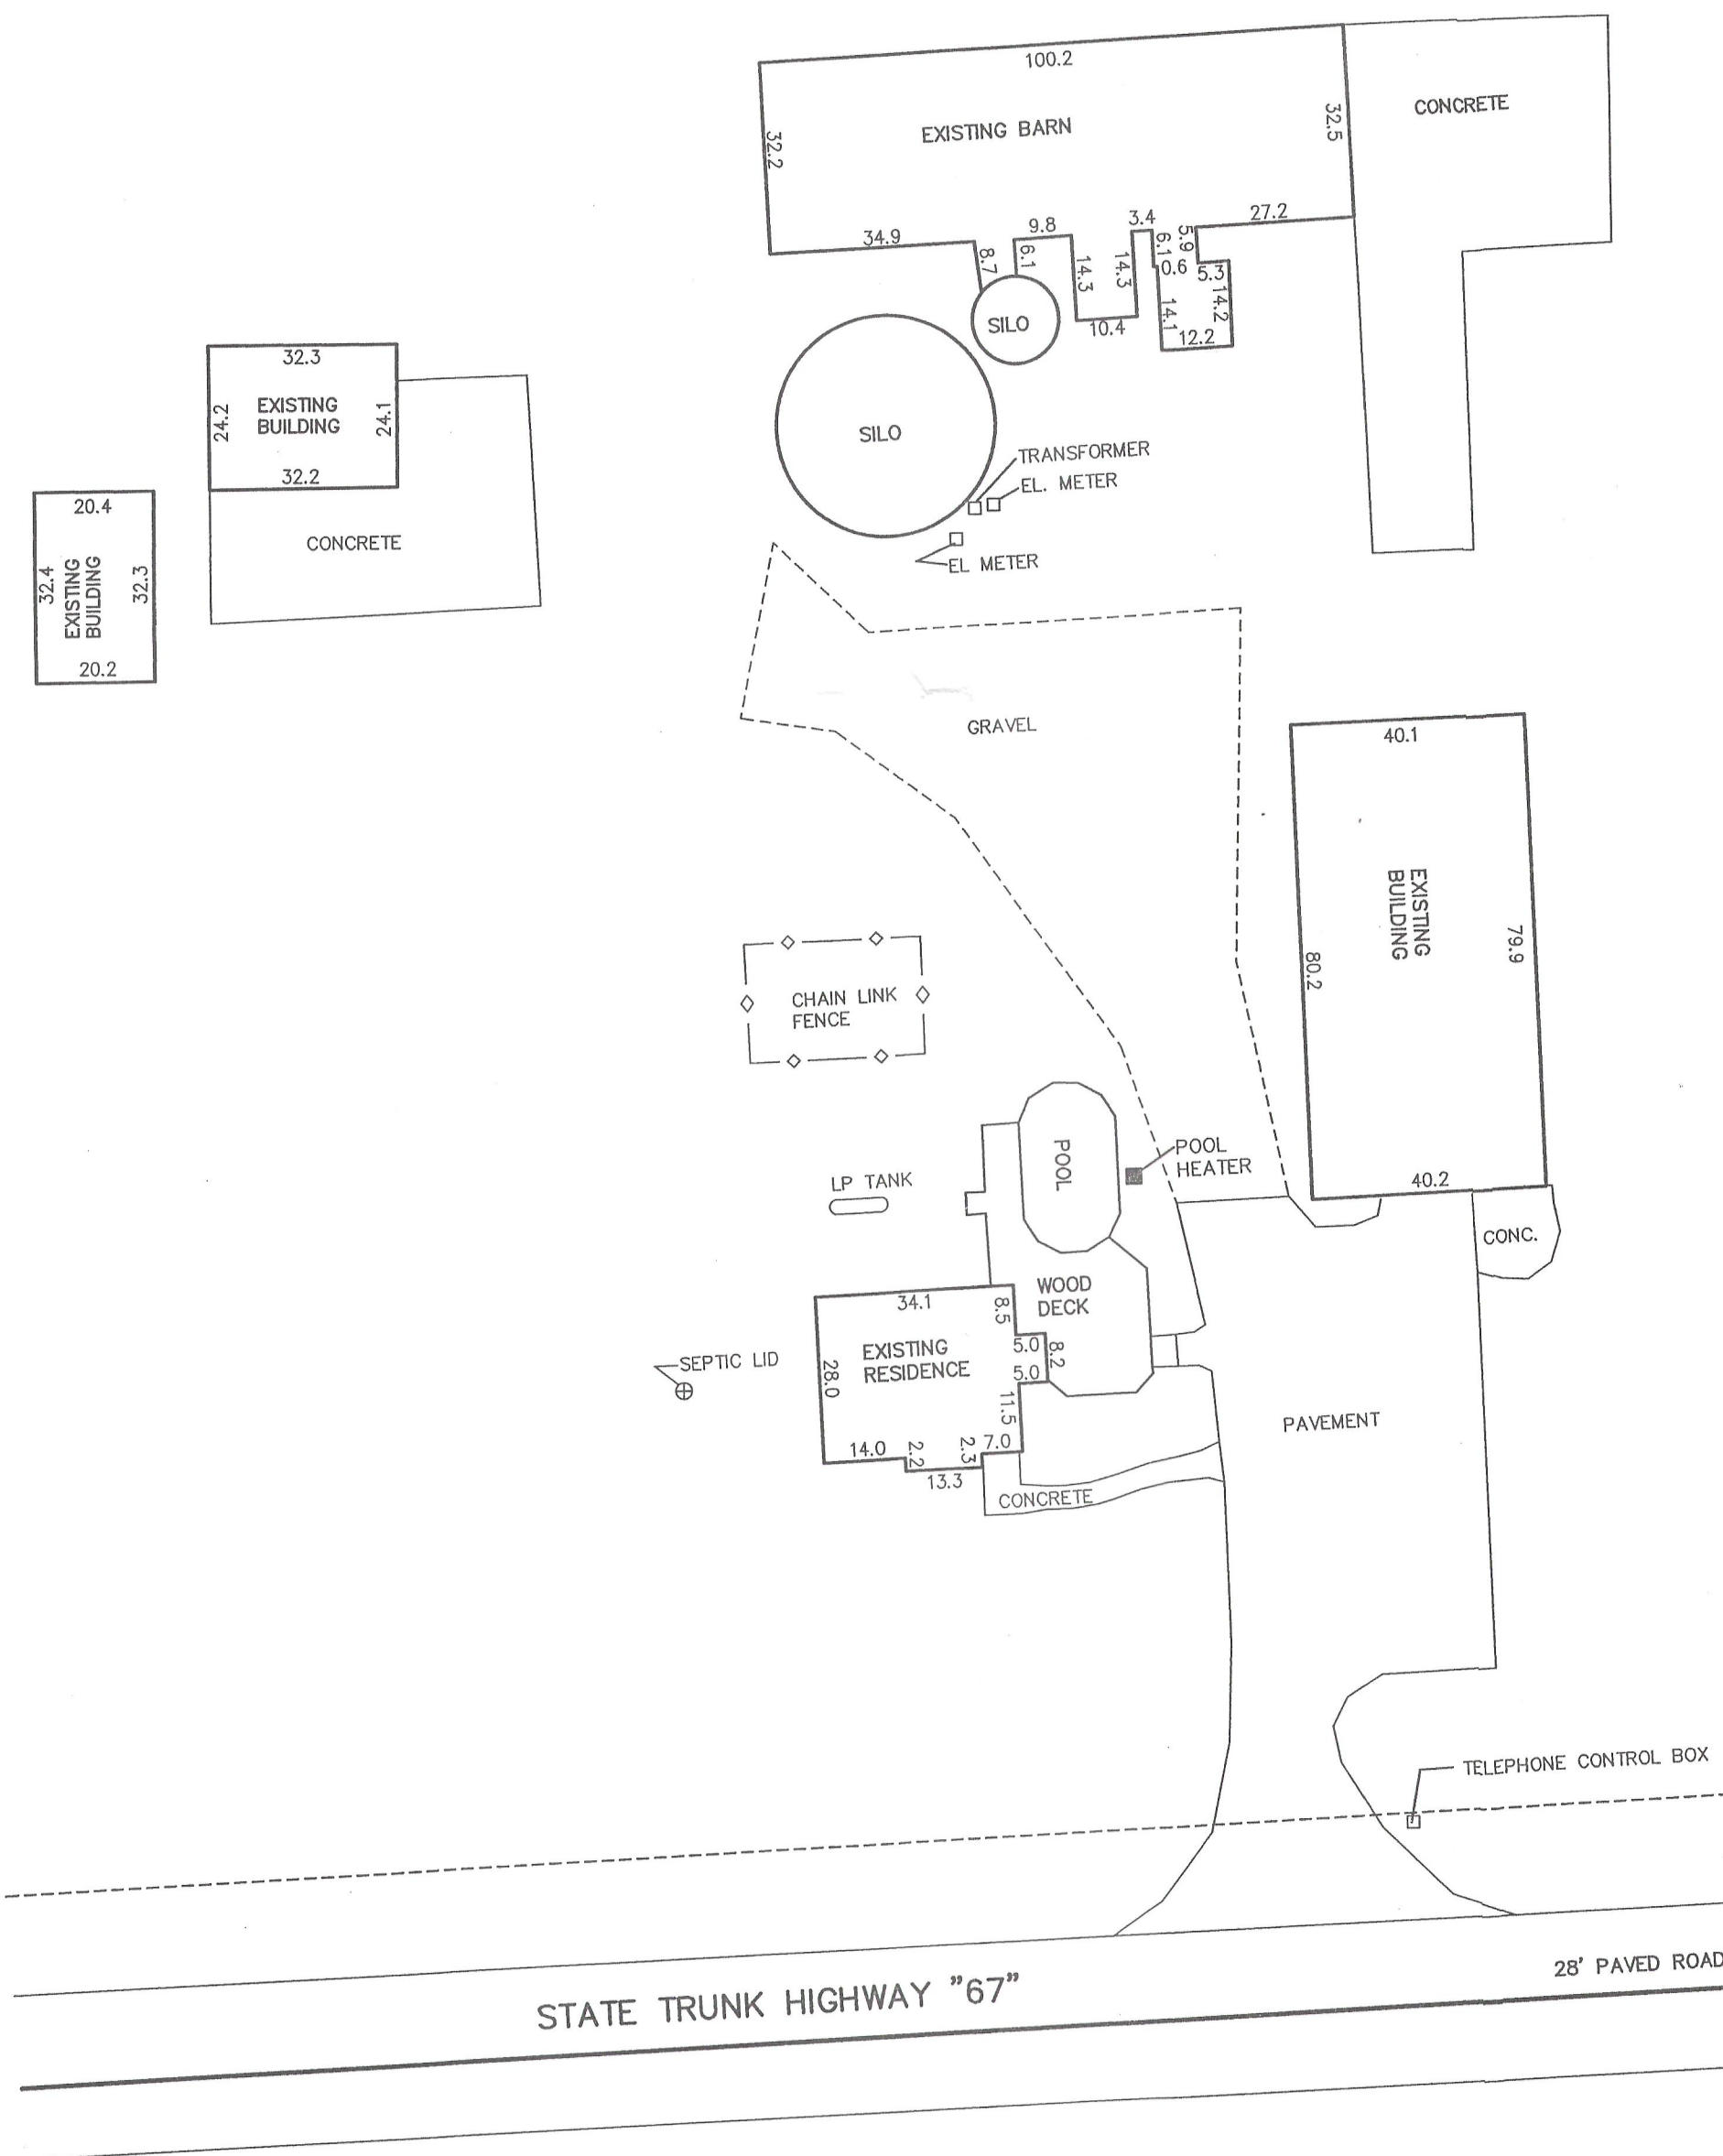 100.2
EXISTING BARN
32.2
32.5
CONCRETE
34.9
8.7
6.1
9.8
14.3
14.3
10.4
3.4
6.1
0.6
14.1
12.2
5.9
5.3
14.2
27.2
SILO
SILO
TRANSFORMER
EL. METER
EL METER
32.3
EXISTING
BUILDING
24.2
24.1
32.2
CONCRETE
20.4
32.4
EXISTING
BUILDING
32.3
20.2
GRAVEL
40.1
EXISTING
BUILDING
80.2
79.9
40.2
CONC.
CHAIN LINK
FENCE
POOL
POOL
HEATER
LP TANK
WOOD
DECK
34.1
8.5
5.0
8.2
5.0
EXISTING
RESIDENCE
28.0
11.5
14.0
2.2
13.3
2.3
7.0
CONCRETE
SEPTIC LID
PAVEMENT
TELEPHONE CONTROL BOX
28' PAVED ROAD
STATE TRUNK HIGHWAY "67"